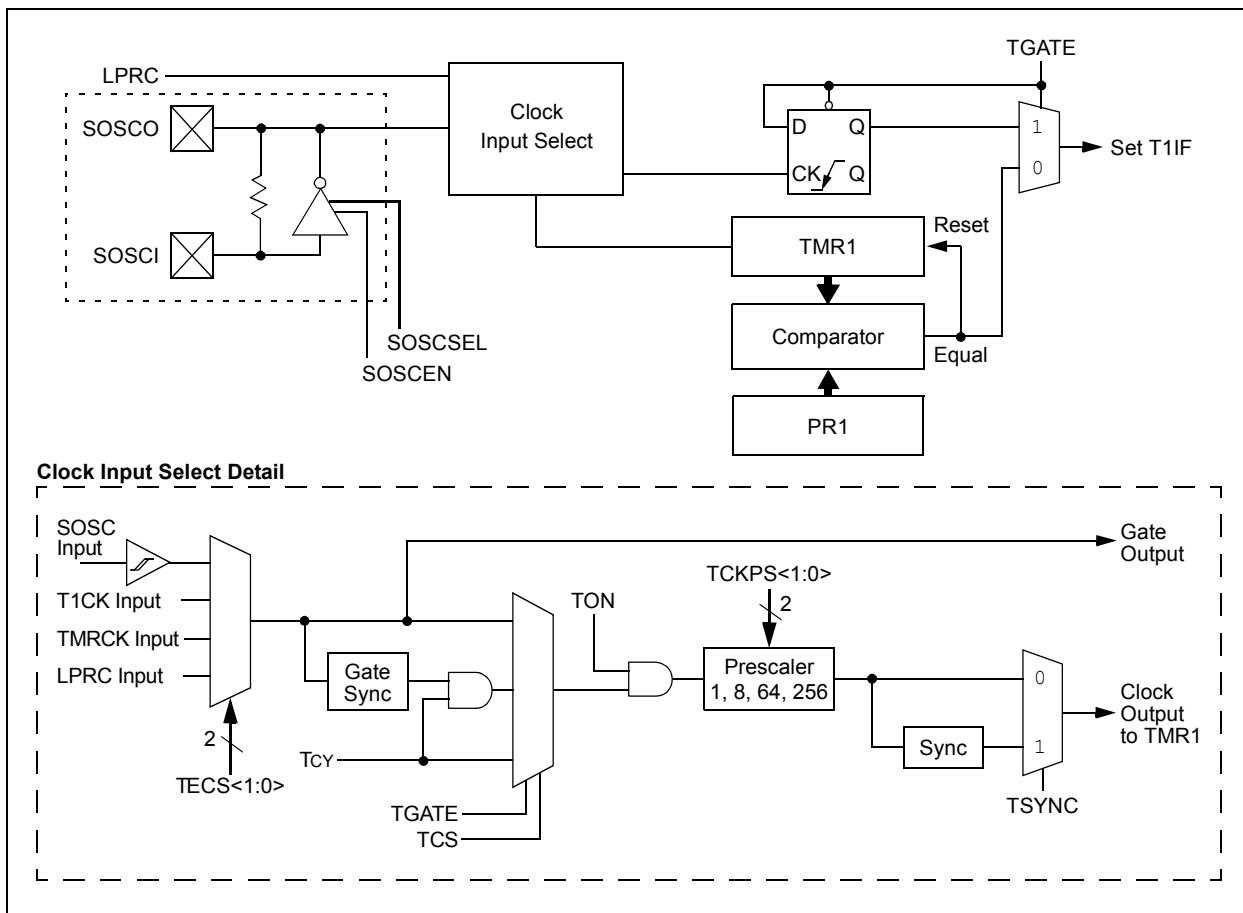 TGATE
LPRC
Clock
Input Select
SOSCO
D Q
CK Q
1
0
Set T1IF
SOSCI
TMR1
Reset
Comparator
Equal
PR1
SOSCSEL
SOSCEN
Clock Input Select Detail
SOSC
Input
T1CK Input
TMRCK Input
LPRC Input
2
TECS<1:0>
Gate
Output
Gate
Sync
TCY
TGATE
TCS
TON
TCKPS<1:0>
2
Prescaler
1, 8, 64, 256
Sync
0
1
TSYNC
Clock
Output
to TMR1